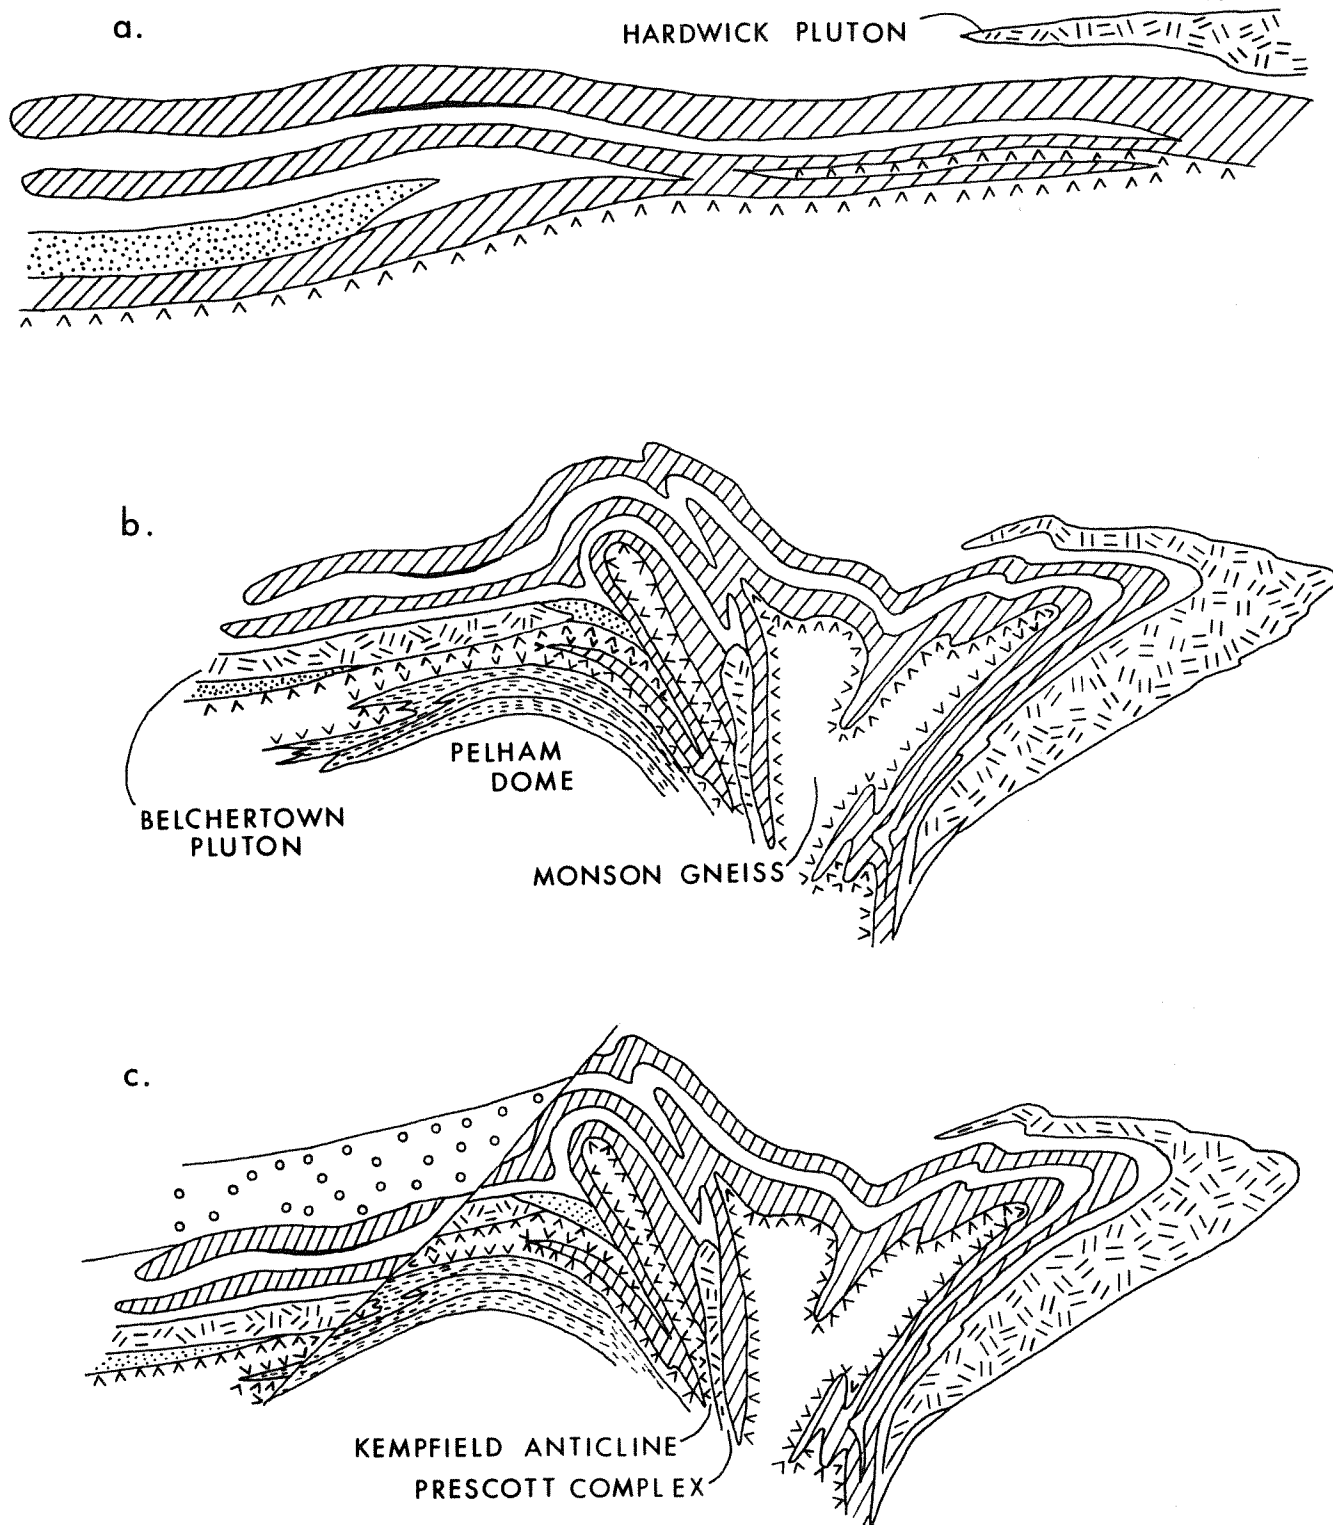 a.
HARDWICK PLUTON
b.
PELHAM
DOME
BELCHERTOWN
PLUTON
MONSON GNEISS
c.
KEMPFIELD ANTICLINE
PRESCOTT COMPLEX